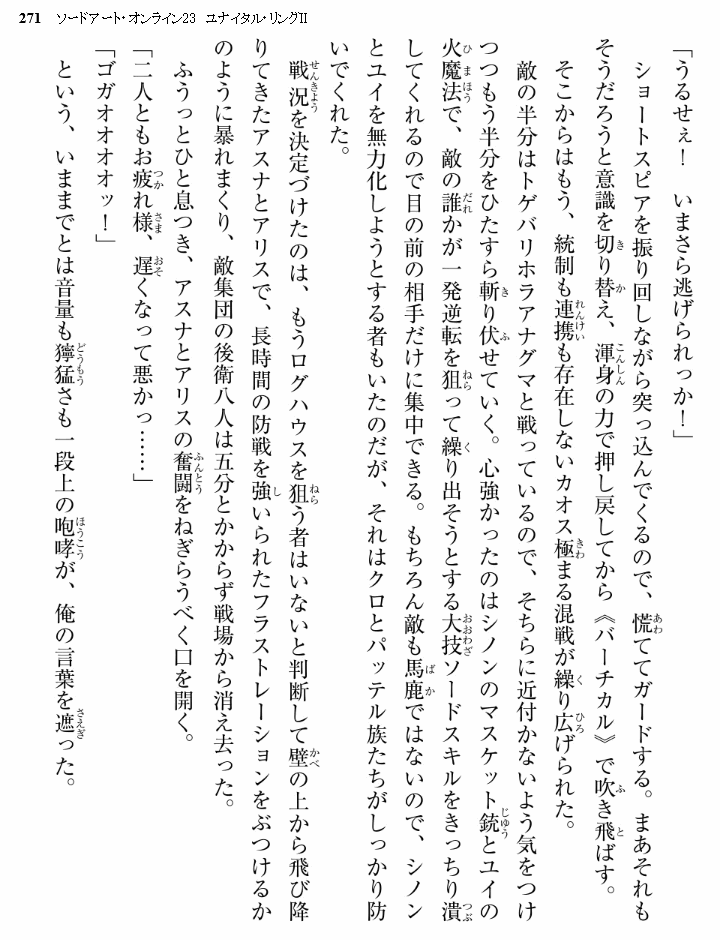 271 ソードアート・オンライン23 ユナイタル・リングⅡ
「うるせぇ！　いまさら逃げられっか！」
　ショートスピアを振り回しながら突っ込んでくるので、慌ててガードする。まあそれも
そうだろうと意識を切り替え、渾身の力で押し戻してから《バーチカル》で吹き飛ばす。
　そこからはもう、統制も連携も存在しないカオス極まる混戦が繰り広げられた。
　敵の半分はトゲバリホラアナグマと戦っているので、そちらに近付かないよう気をつけ
つつもう半分をひたすら斬り伏せていく。心強かったのはシノンのマスケット銃とユイの
火魔法で、敵の誰かが一発逆転を狙って繰り出そうとする大技ソードスキルをきっちり潰
してくれるので目の前の相手だけに集中できる。もちろん敵も馬鹿ではないので、シノン
とユイを無力化しようとする者もいたのだが、それはクロとパッテル族たちがしっかり防
いでくれた。
　戦況を決定づけたのは、もうログハウスを狙う者はいないと判断して壁の上から飛び降
りてきたアスナとアリスで、長時間の防戦を強いられたフラストレーションをぶつけるか
のように暴れまくり、敵集団の後衛八人は五分とかからず戦場から消え去った。
　ふうっとひと息つき、アスナとアリスの奮闘をねぎらうべく口を開く。
「二人ともお疲れ様、遅くなって悪かっ……」
「ゴガオオオオオッ！」
　という、いままでとは音量も獰猛さも一段上の咆哮が、俺の言葉を遮った。